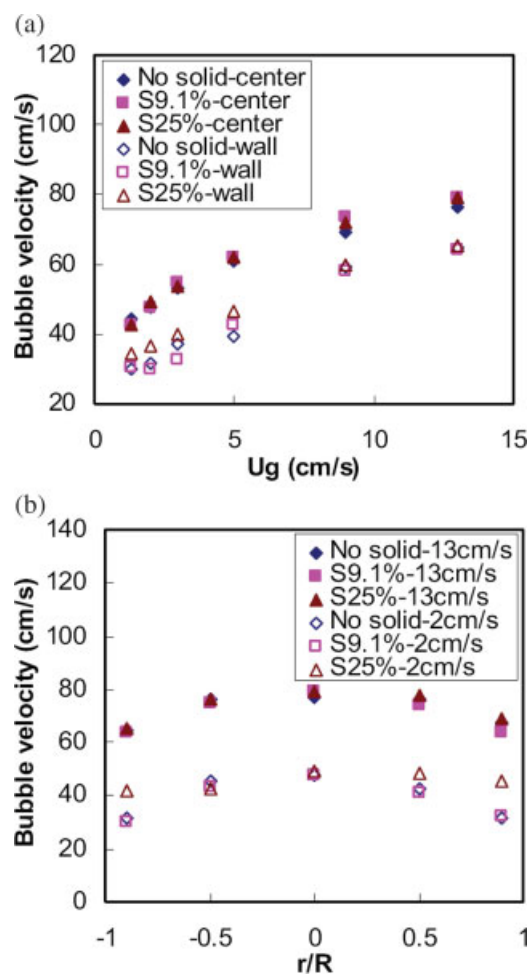 (a)
120
No solid-center
S9.1%-center
S25%-center
No solid-wall
S9.1%-wall
S25%-wall
100
80
60
40
20
Bubble velocity (cm/s)
0
5
10
15
Ug (cm/s)
(b)
140
No solid-13cm/s
S9.1%-13cm/s
S25%-13cm/s
No solid-2cm/s
S9.1%-2cm/s
S25%-2cm/s
120
100
80
60
40
20
0
Bubble velocity (cm/s)
-1
-0.5
0
0.5
1
r/R